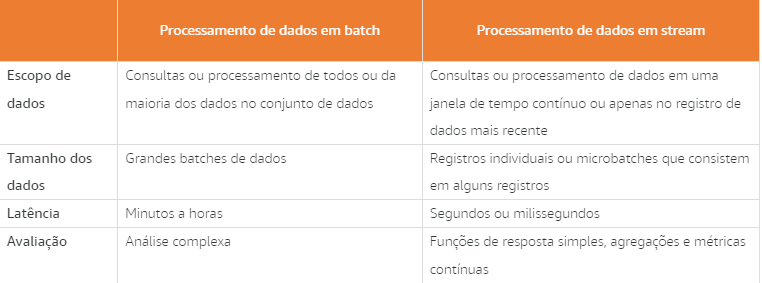 Processamento de dados em batch
Processamento de dados em stream
Escopo de
dados
Consultas ou processamento de todos ou da
maioria dos dados no conjunto de dados
Consultas ou processamento de dados em uma
janela de tempo contínuo ou apenas no registro de
dados mais recente
Tamanho dos
dados
Grandes batches de dados
Registros individuais ou microbatches que consistem
em alguns registros
Latência
Minutos a horas
Segundos ou milissegundos
Avaliação
Análise complexa
Funções de resposta simples, agregações e métricas
contínuas